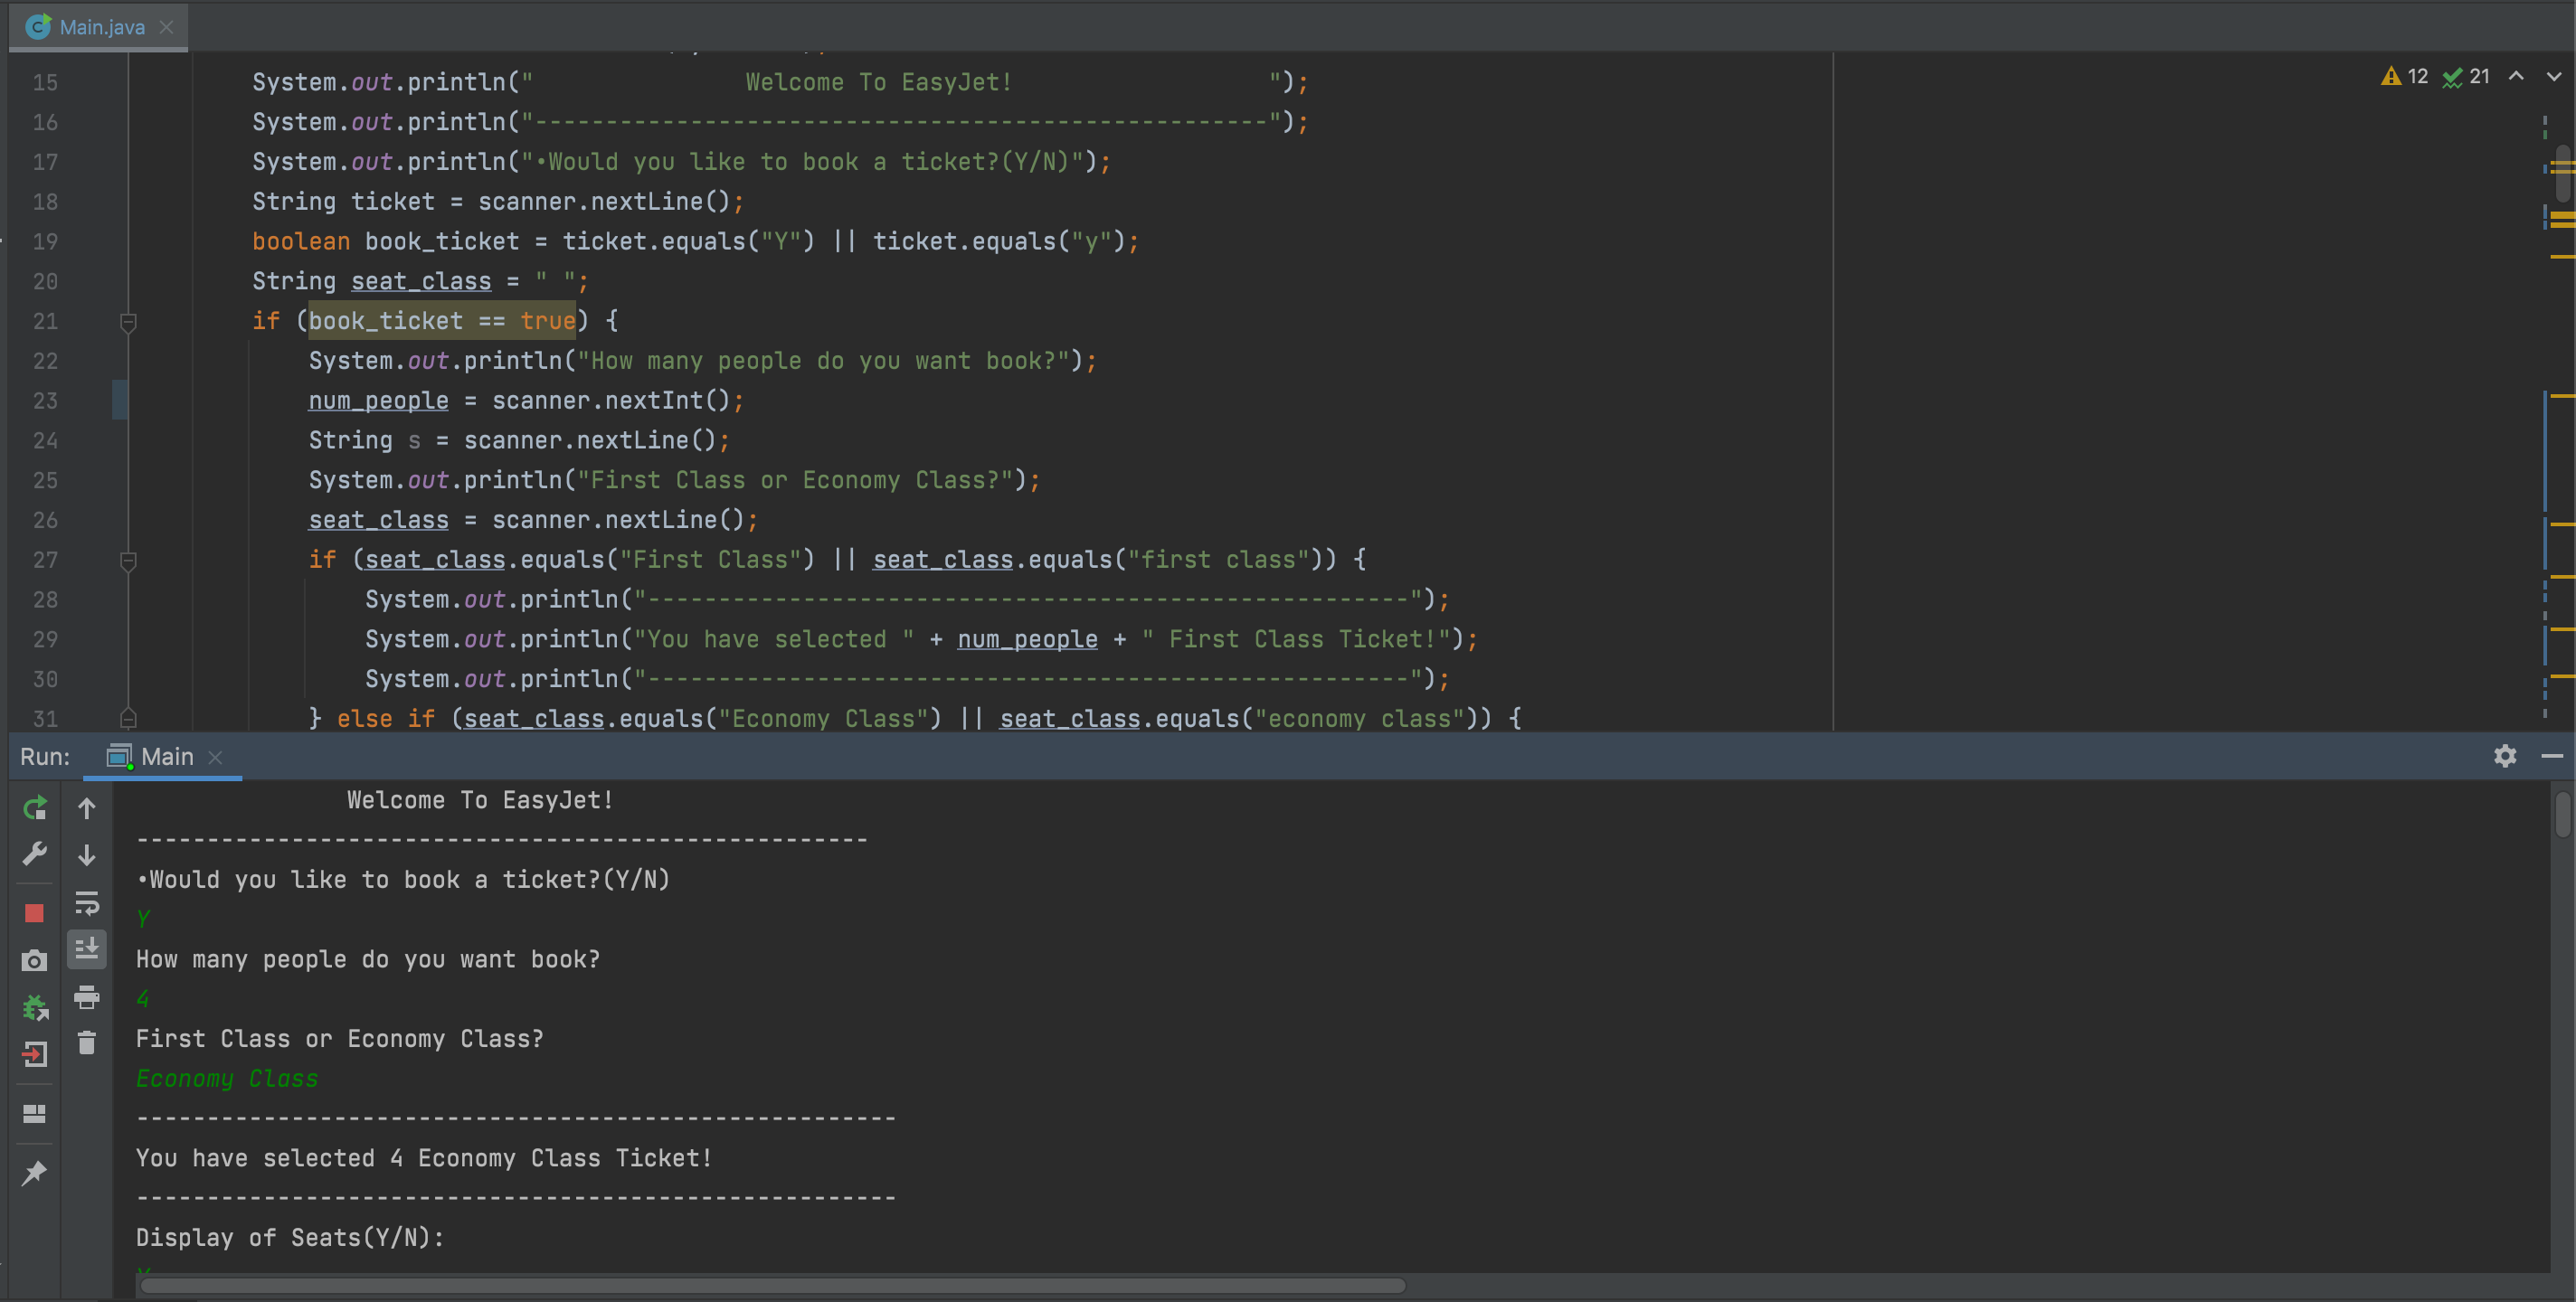 Main.java
12 21
15 System.out.println("               Welcome To EasyJet!                  ");
16 System.out.println("----------------------------------------------------");
17 System.out.println("•Would you like to book a ticket?(Y/N)");
18 String ticket = scanner.nextLine();
19 boolean book_ticket = ticket.equals("Y") || ticket.equals("y");
20 String seat_class = " ";
21 if (book_ticket == true) {
22 System.out.println("How many people do you want book?");
23 num_people = scanner.nextInt();
24 String s = scanner.nextLine();
25 System.out.println("First Class or Economy Class?");
26 seat_class = scanner.nextLine();
27 if (seat_class.equals("First Class") || seat_class.equals("first class")) {
28 System.out.println("------------------------------------------------------");
29 System.out.println("You have selected " + num_people + " First Class Ticket!");
30 System.out.println("------------------------------------------------------");
31 } else if (seat_class.equals("Economy Class") || seat_class.equals("economy class")) {
Run: Main
Welcome To EasyJet!
----------------------------------------------------
•Would you like to book a ticket?(Y/N)
Y
How many people do you want book?
4
First Class or Economy Class?
Economy Class
------------------------------------------------------
You have selected 4 Economy Class Ticket!
------------------------------------------------------
Display of Seats(Y/N):